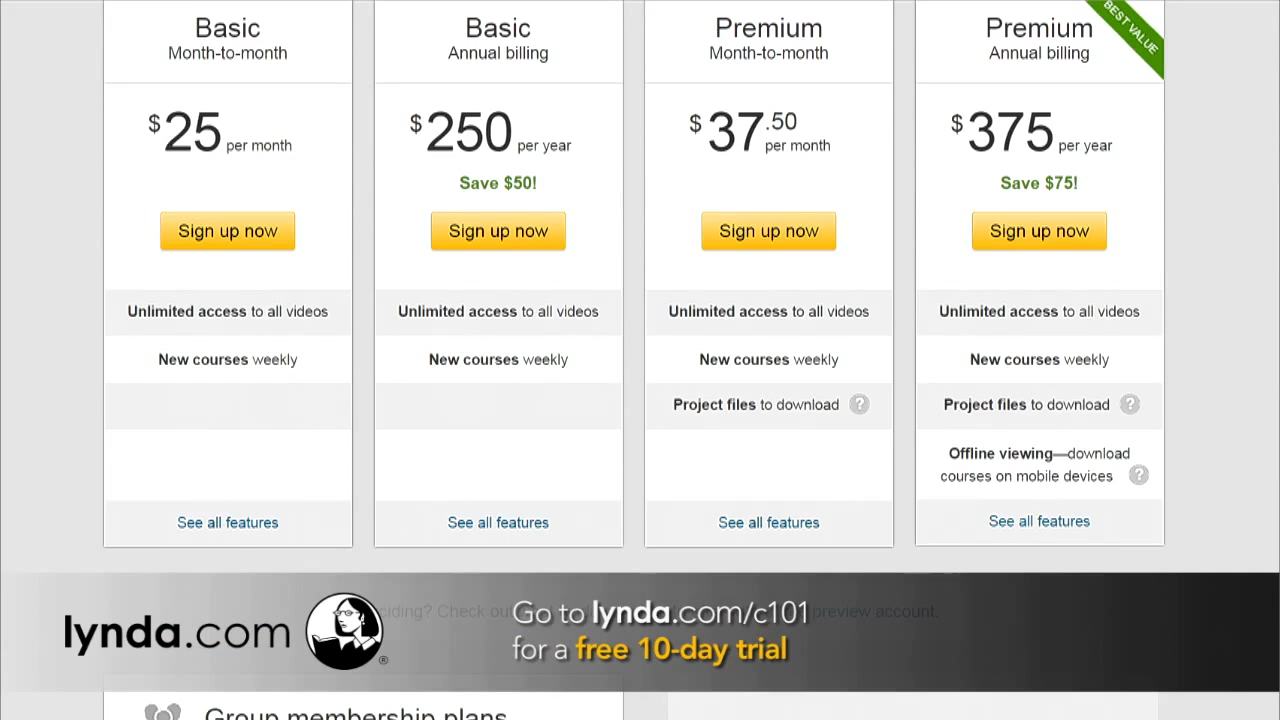 Basic
Month-to-month
$25 per month
Sign up now
Unlimited access to all videos
New courses weekly
See all features
Basic
Annual billing
$250 per year
Save $50!
Sign up now
Unlimited access to all videos
New courses weekly
See all features
Premium
Month-to-month
$37.50 per month
Sign up now
Unlimited access to all videos
New courses weekly
Project files to download ?
See all features
BEST VALUE
Premium
Annual billing
$375 per year
Save $75!
Sign up now
Unlimited access to all videos
New courses weekly
Project files to download ?
Offline viewing—download
courses on mobile devices ?
See all features
Check preview account.
lynda.com ®
Go to lynda.com/c101
for a free 10-day trial
Group membership plans